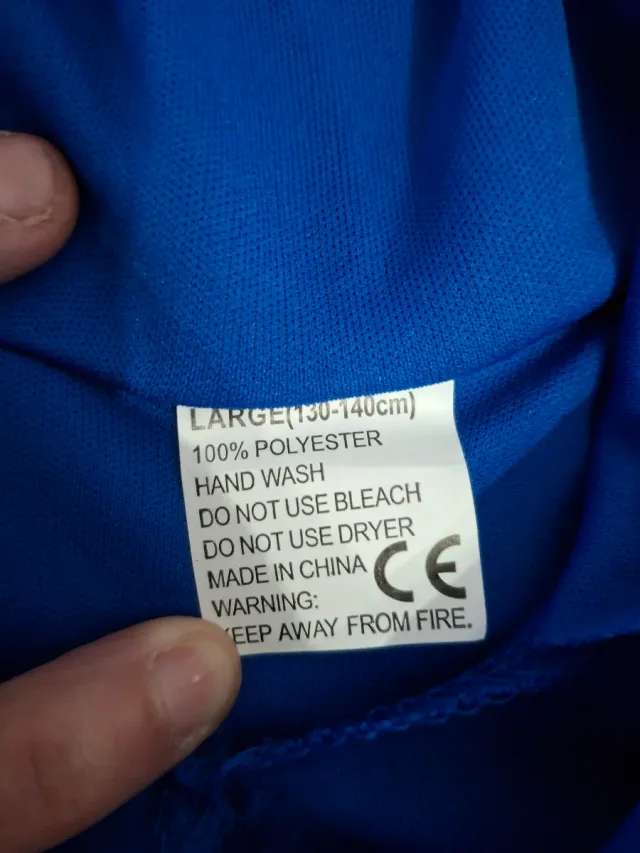 LARGE(130-140cm)
100% POLYESTER
HAND WASH
DO NOT USE BLEACH
DO NOT USE DRYER
MADE IN CHINA CE
WARNING:
KEEP AWAY FROM FIRE.